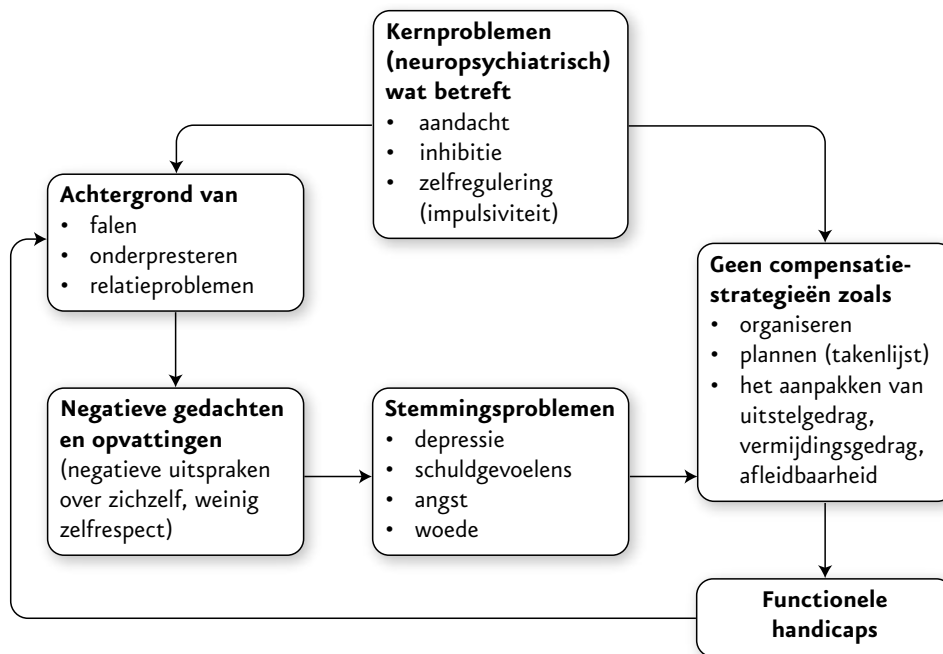 Kernproblemen
(neuropsychiatrisch)
wat betreft
• aandacht
• inhibitie
• zelfregulering
(impulsiviteit)
Achtergrond van
• falen
• onderpresteren
• relatieproblemen
Geen compensatie-
strategieën zoals
• organiseren
• plannen (takenlijst)
• het aanpakken van
uitstelgedrag,
vermijdingsgedrag,
afleidbaarheid
Negatieve gedachten
en opvattingen
(negatieve uitspraken
over zichzelf, weinig
zelfrespect)
Stemmingsproblemen
• depressie
• schuldgevoelens
• angst
• woede
Functionele
handicaps